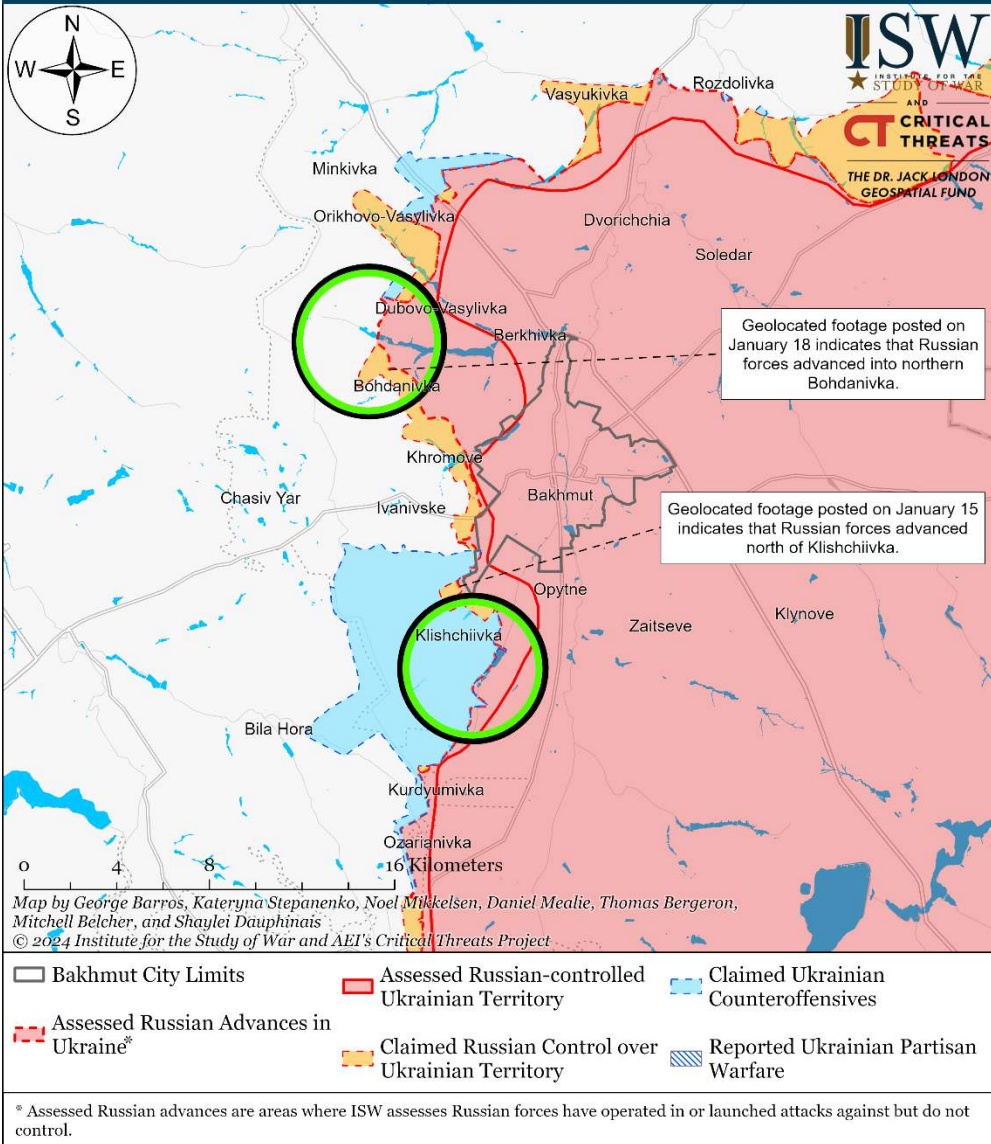 N
W
E
S
ISW
INSTITUTE FOR THE
STUDY OF WAR
AND
CT CRITICAL
THREATS
THE DR. JACK LONDON
GEOSPATIAL FUND
Vasyukivka
Rozdolivka
Minkivka
Orikhovo-Vasylivka
Dvorichchia
Soledar
Dubovo-Vasylivka
Berkhivka
Geolocated footage posted on
January 18 indicates that Russian
forces advanced into northern
Bohdanivka.
Bohdanivka
Khromove
Chasiv Yar
Ivanivske
Bakhmut
Geolocated footage posted on January 15
indicates that Russian forces advanced
north of Klishchiivka.
Opytne
Klishchiivka
Zaitseve
Klynove
Bila Hora
Kurdyumivka
Ozarianivka
0 4 8 16 Kilometers
Map by George Barros, Kateryna Stepanenko, Noel Mikkelsen, Daniel Mealie, Thomas Bergeron,
Mitchell Belcher, and Shaylei Dauphinais
© 2024 Institute for the Study of War and AEI's Critical Threats Project
Bakhmut City Limits
Assessed Russian Advances in
Ukraine*
Assessed Russian-controlled
Ukrainian Territory
Claimed Russian Control over
Ukrainian Territory
Claimed Ukrainian
Counteroffensives
Reported Ukrainian Partisan
Warfare
* Assessed Russian advances are areas where ISW assesses Russian forces have operated in or launched attacks against but do not
control.